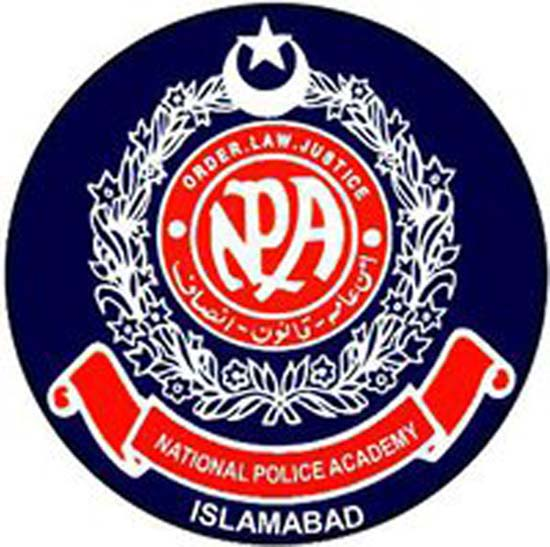 ORDER.LAW.JUSTICE
NPA
امن عامہ - قانون - انصاف
NATIONAL POLICE ACADEMY
ISLAMABAD